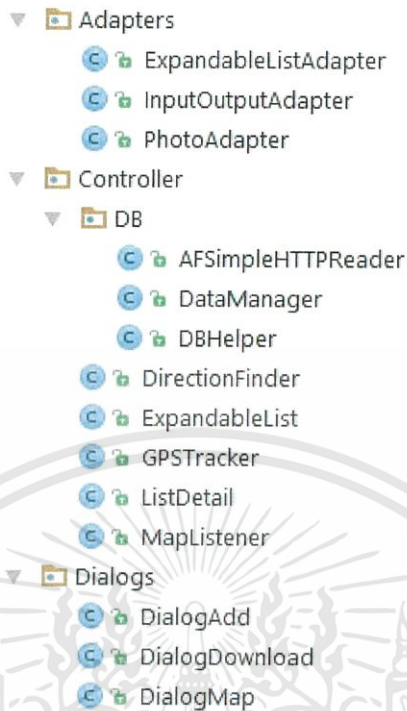 Adapters
ExpandableListAdapter
InputOutputAdapter
PhotoAdapter
Controller
DB
AFSimpleHTTPReader
DataManager
DBHelper
DirectionFinder
ExpandableList
GPSTracker
ListDetail
MapListener
Dialogs
DialogAdd
DialogDownload
DialogMap